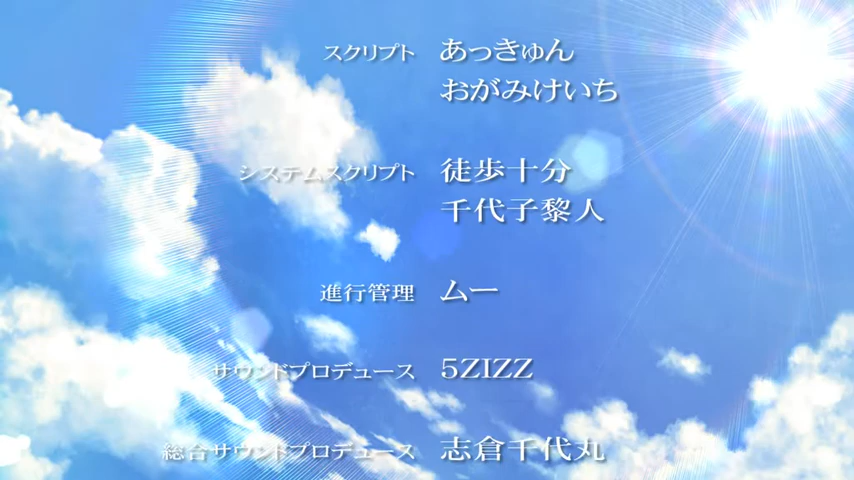 スクリプト あっきゅん
おがみけいち
システムスクリプト 徒歩十分
千代子黎人
進行管理 ムー
サウンドプロデュース 5ZIZZ
総合サウンドプロデュース 志倉千代丸